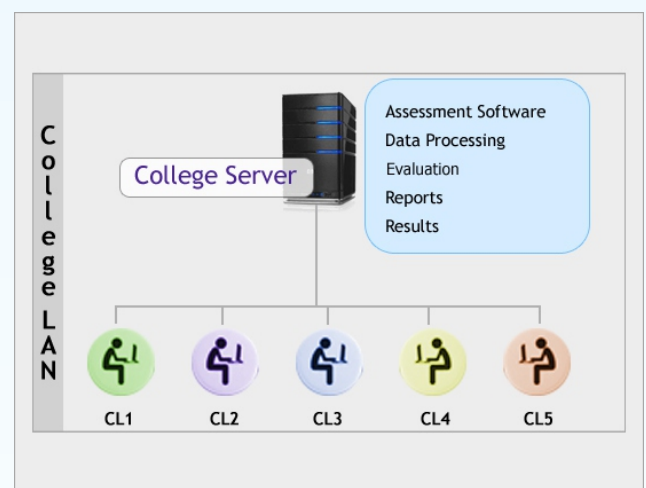 College LAN
College Server
Assessment Software
Data Processing
Evaluation
Reports
Results
CL1 CL2 CL3 CL4 CL5